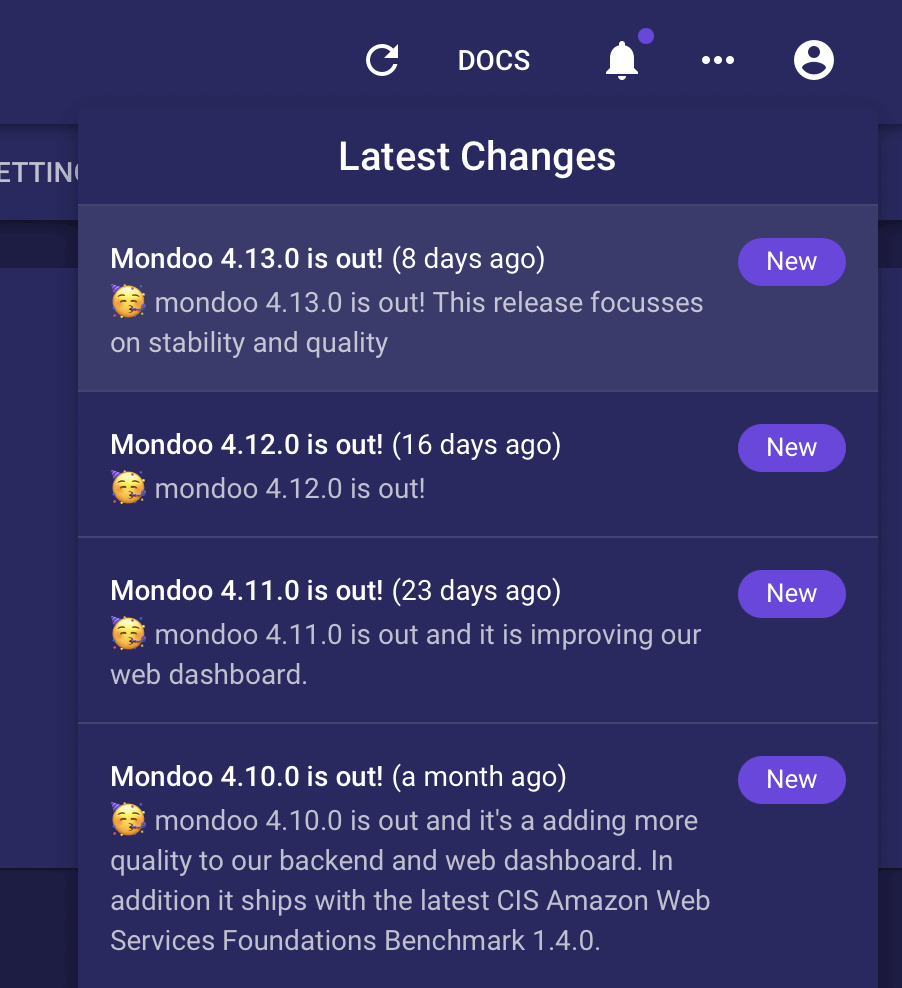 DOCS
ETTING
Latest Changes
Mondoo 4.13.0 is out! (8 days ago)
New
🥳 mondoo 4.13.0 is out! This release focusses
on stability and quality
Mondoo 4.12.0 is out! (16 days ago)
New
🥳 mondoo 4.12.0 is out!
Mondoo 4.11.0 is out! (23 days ago)
New
🥳 mondoo 4.11.0 is out and it is improving our
web dashboard.
Mondoo 4.10.0 is out! (a month ago)
New
🥳 mondoo 4.10.0 is out and it's a adding more
quality to our backend and web dashboard. In
addition it ships with the latest CIS Amazon Web
Services Foundations Benchmark 1.4.0.